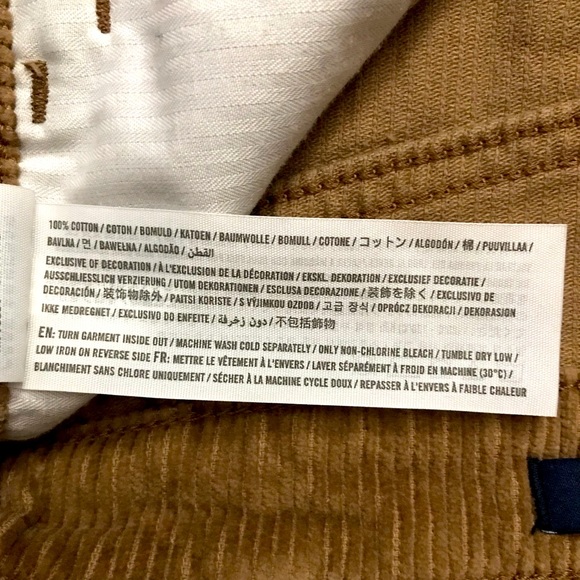 100% COTTON / COTON / BOMULD / KATOEN / BAUMWOLLE / BOMULL / COTONE / コットン / ALGODÓN / 棉 / PUUVILLAA /
BAVLNA / 면 / BAWEŁNA / ALGODÃO / القطن
EXCLUSIVE OF DECORATION / À L'EXCLUSION DE LA DÉCORATION / EKSKL. DEKORATION / EXCLUSIEF DECORATIE /
AUSSCHLIESSLICH VERZIERUNG / UTOM DEKORATIONEN / ESCLUSA DECORAZIONE / 装飾を除く / EXCLUSIVO DE
DECORACIÓN / 装饰物除外 / PAITSI KORISTE / S VÝJIMKOU OZDOB / 고급 장식 / OPRÓCZ DEKORACJI / DEKORASJON
IKKE MEDREGNET / EXCLUSIVO DO ENFEITE / دون زخرفة / 不包括飾物
EN: TURN GARMENT INSIDE OUT / MACHINE WASH COLD SEPARATELY / ONLY NON-CHLORINE BLEACH / TUMBLE DRY LOW /
LOW IRON ON REVERSE SIDE FR: METTRE LE VÊTEMENT À L'ENVERS / LAVER SÉPARÉMENT À FROID EN MACHINE (30°C) /
BLANCHIMENT SANS CHLORE UNIQUEMENT / SÉCHER À LA MACHINE CYCLE DOUX / REPASSER À L'ENVERS À FAIBLE CHALEUR